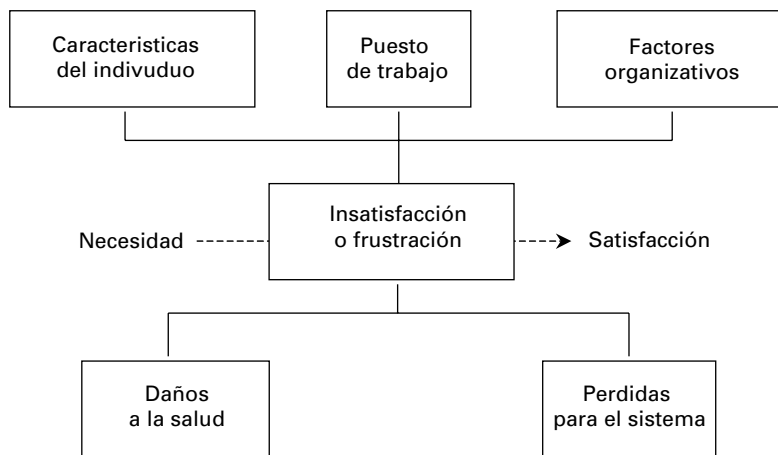 Caracteristicas
del indivuduo
Puesto
de trabajo
Factores
organizativos
Necesidad
Insatisfacción
o frustración
Satisfacción
Daños
a la salud
Perdidas
para el sistema